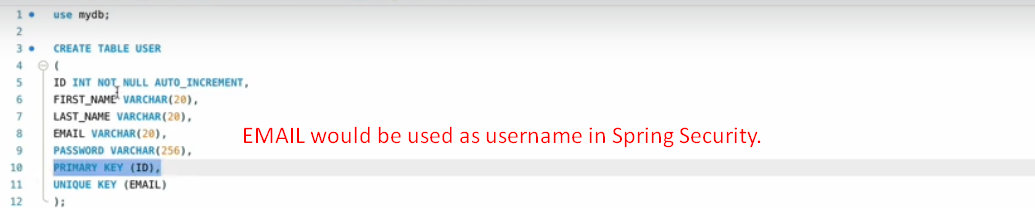 1 use mydb;
2
3 CREATE TABLE USER
4 (
5 ID INT NOT NULL AUTO_INCREMENT,
6 FIRST_NAME VARCHAR(20),
7 LAST_NAME VARCHAR(20),
8 EMAIL VARCHAR(20), EMAIL would be used as username in Spring Security.
9 PASSWORD VARCHAR(256),
10 PRIMARY KEY (ID),
11 UNIQUE KEY (EMAIL)
12 );